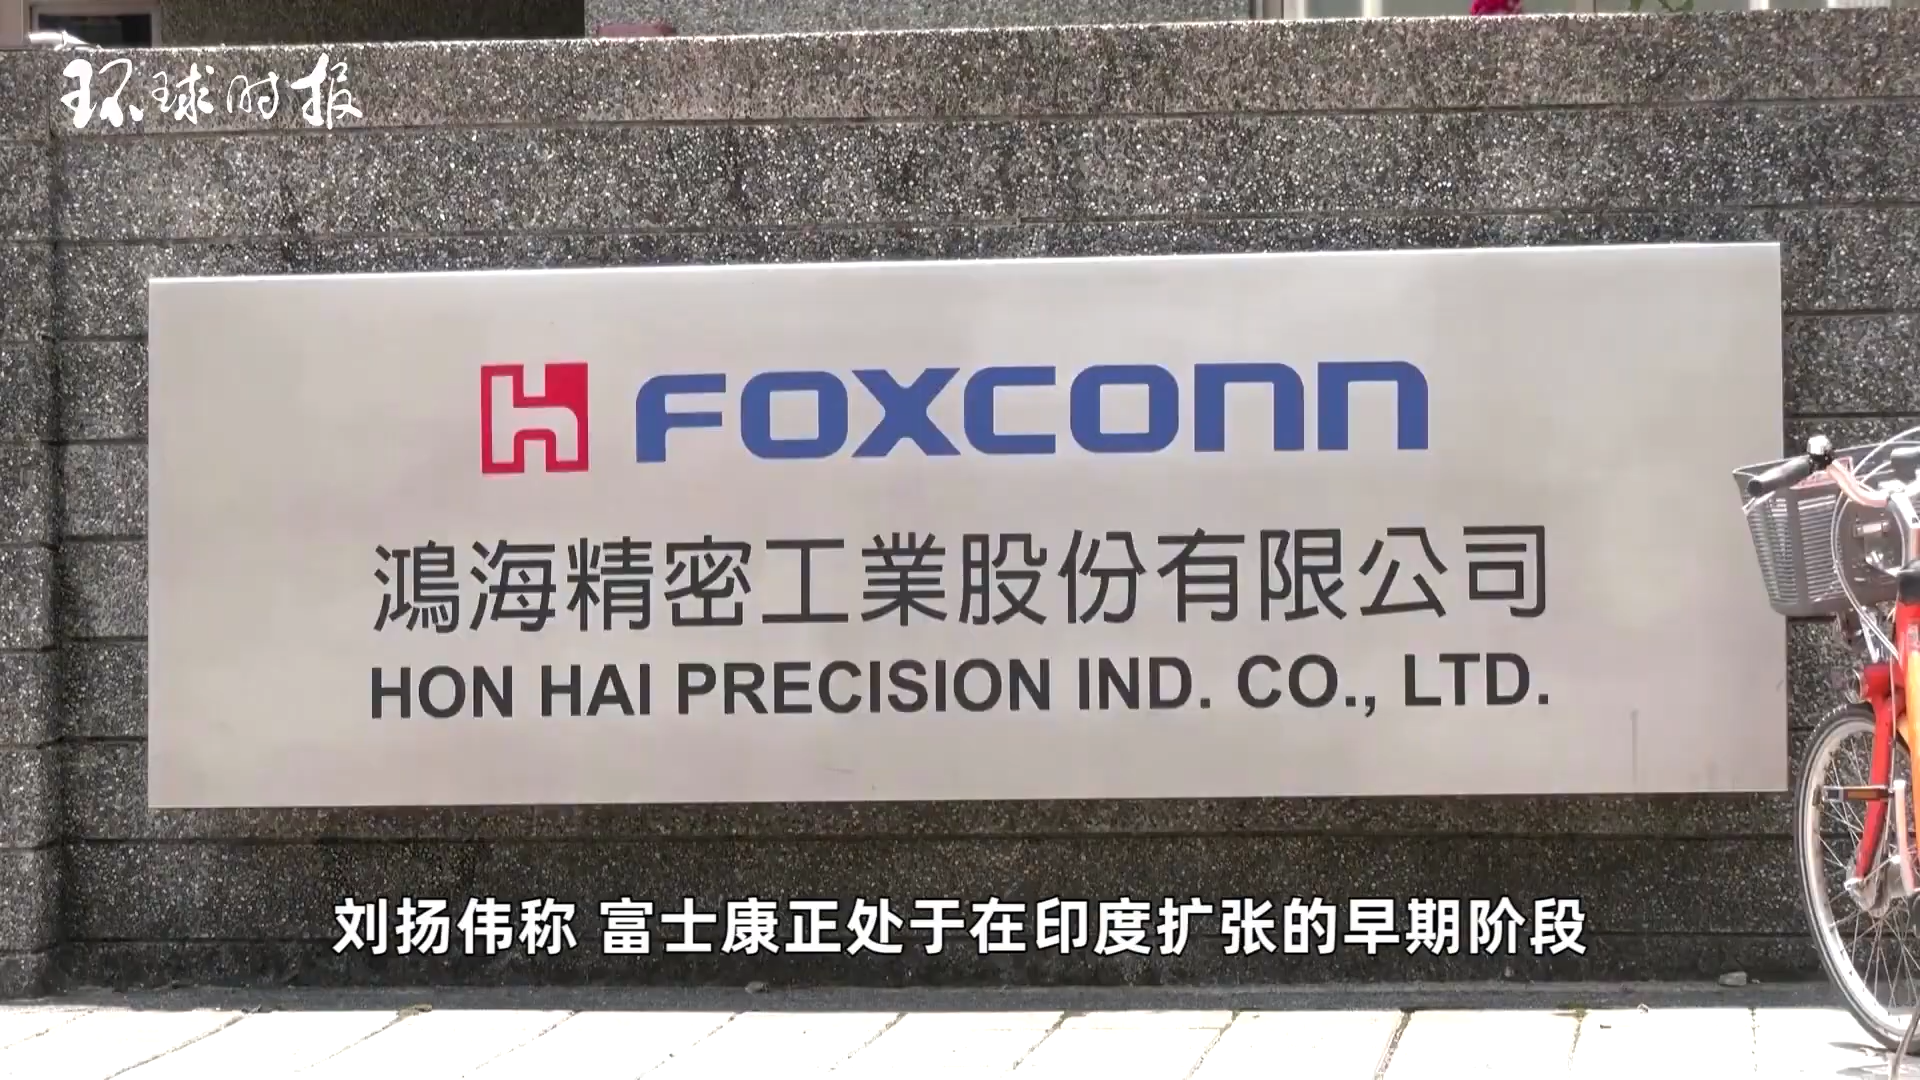 环球时报
FOXCONN
鴻海精密工業股份有限公司
HON HAI PRECISION IND. CO., LTD.
刘扬伟称 富士康正处于在印度扩张的早期阶段